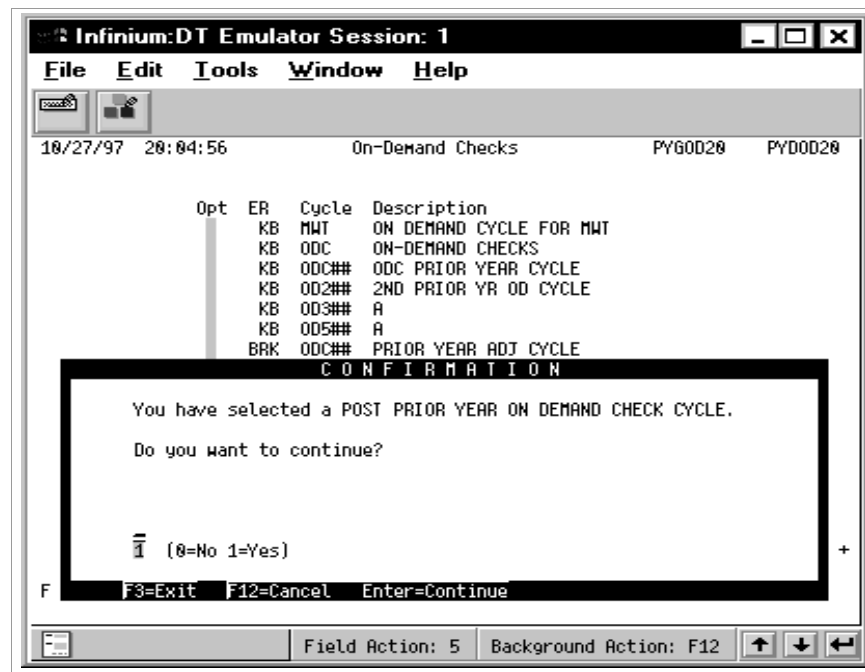 Infinium:DT Emulator Session: 1
File Edit Tools Window Help
10/27/97 20:04:56 On-Demand Checks PYGOD20 PYDOD20
Opt ER Cycle Description
KB MWT ON DEMAND CYCLE FOR MWT
KB ODC ON-DEMAND CHECKS
KB ODC## ODC PRIOR YEAR CYCLE
KB OD2## 2ND PRIOR YR OD CYCLE
KB OD3## A
KB OD5## A
BRK ODC## PRIOR YEAR ADJ CYCLE
C O N F I R M A T I O N
You have selected a POST PRIOR YEAR ON DEMAND CHECK CYCLE.
Do you want to continue?
1 (0=No 1=Yes)
+
F F3=Exit F12=Cancel Enter=Continue
Field Action: 5 Background Action: F12